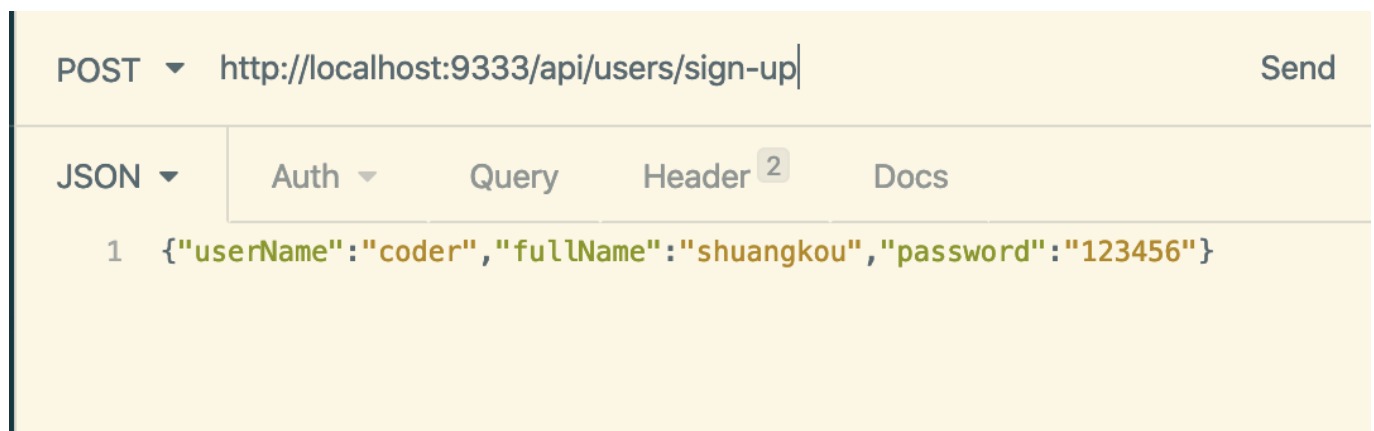 POST http://localhost:9333/api/users/sign-up Send
JSON Auth Query Header 2 Docs
1 {"userName":"coder","fullName":"shuangkou","password":"123456"}